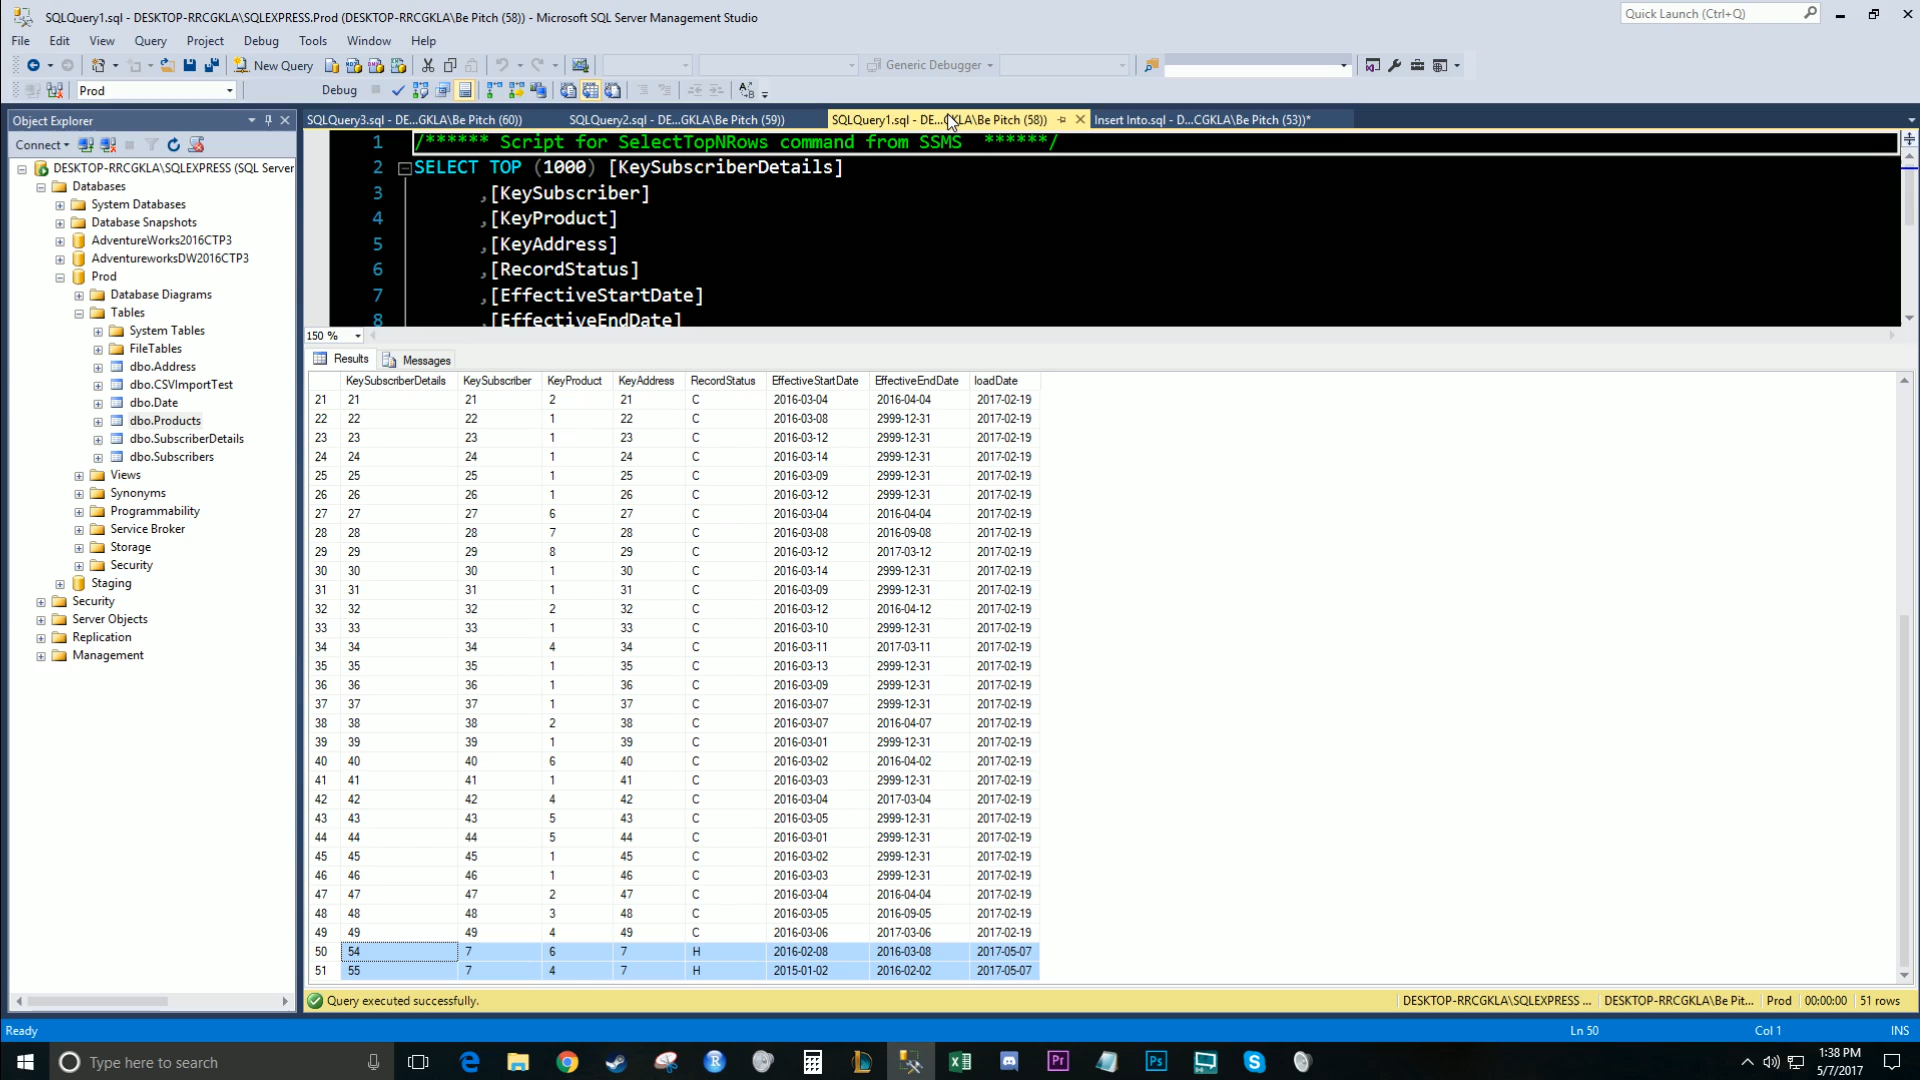 SQLQuery1.sql - DESKTOP-RRCGKLA\SQLEXPRESS.Prod (DESKTOP-RRCGKLA\Be Pitch (58)) - Microsoft SQL Server Management Studio
Quick Launch (Ctrl+Q)
File Edit View Query Project Debug Tools Window Help
New Query Generic Debugger
Prod Debug
Object Explorer
SQLQuery3.sql - DE...GKLA\Be Pitch (60)) SQLQuery2.sql - DE...GKLA\Be Pitch (59)) SQLQuery1.sql - DE...GKLA\Be Pitch (58)) Insert Into.sql - D...CGKLA\Be Pitch (53))*
Connect
DESKTOP-RRCGKLA\SQLEXPRESS (SQL Server
Databases
System Databases
Database Snapshots
AdventureWorks2016CTP3
AdventureworksDW2016CTP3
Prod
Database Diagrams
Tables
System Tables
FileTables
dbo.Address
dbo.CSVImportTest
dbo.Date
dbo.Products
dbo.SubscriberDetails
dbo.Subscribers
Views
Synonyms
Programmability
Service Broker
Storage
Security
Staging
Security
Server Objects
Replication
Management
1 /****** Script for SelectTopNRows command from SSMS ******/
2 SELECT TOP (1000) [KeySubscriberDetails]
3 ,[KeySubscriber]
4 ,[KeyProduct]
5 ,[KeyAddress]
6 ,[RecordStatus]
7 ,[EffectiveStartDate]
8 ,[EffectiveEndDate]
150 %
Results Messages
KeySubscriberDetails KeySubscriber KeyProduct KeyAddress RecordStatus EffectiveStartDate EffectiveEndDate loadDate
21 21 21 2 21 C 2016-03-04 2016-04-04 2017-02-19
22 22 22 1 22 C 2016-03-08 2999-12-31 2017-02-19
23 23 23 1 23 C 2016-03-12 2999-12-31 2017-02-19
24 24 24 1 24 C 2016-03-14 2999-12-31 2017-02-19
25 25 25 1 25 C 2016-03-09 2999-12-31 2017-02-19
26 26 26 1 26 C 2016-03-12 2999-12-31 2017-02-19
27 27 27 6 27 C 2016-03-04 2016-04-04 2017-02-19
28 28 28 7 28 C 2016-03-08 2016-09-08 2017-02-19
29 29 29 8 29 C 2016-03-12 2017-03-12 2017-02-19
30 30 30 1 30 C 2016-03-14 2999-12-31 2017-02-19
31 31 31 1 31 C 2016-03-09 2999-12-31 2017-02-19
32 32 32 2 32 C 2016-03-12 2016-04-12 2017-02-19
33 33 33 1 33 C 2016-03-10 2999-12-31 2017-02-19
34 34 34 4 34 C 2016-03-11 2017-03-11 2017-02-19
35 35 35 1 35 C 2016-03-13 2999-12-31 2017-02-19
36 36 36 1 36 C 2016-03-09 2999-12-31 2017-02-19
37 37 37 1 37 C 2016-03-07 2999-12-31 2017-02-19
38 38 38 2 38 C 2016-03-07 2016-04-07 2017-02-19
39 39 39 1 39 C 2016-03-01 2999-12-31 2017-02-19
40 40 40 6 40 C 2016-03-02 2016-04-02 2017-02-19
41 41 41 1 41 C 2016-03-03 2999-12-31 2017-02-19
42 42 42 4 42 C 2016-03-04 2017-03-04 2017-02-19
43 43 43 5 43 C 2016-03-05 2999-12-31 2017-02-19
44 44 44 5 44 C 2016-03-01 2999-12-31 2017-02-19
45 45 45 1 45 C 2016-03-02 2999-12-31 2017-02-19
46 46 46 1 46 C 2016-03-03 2999-12-31 2017-02-19
47 47 47 2 47 C 2016-03-04 2016-04-04 2017-02-19
48 48 48 3 48 C 2016-03-05 2016-09-05 2017-02-19
49 49 49 4 49 C 2016-03-06 2017-03-06 2017-02-19
50 54 7 6 7 H 2016-02-08 2016-03-08 2017-05-07
51 55 7 4 7 H 2015-01-02 2016-02-02 2017-05-07
Query executed successfully. DESKTOP-RRCGKLA\SQLEXPRESS ... DESKTOP-RRCGKLA\Be Pit... Prod 00:00:00 51 rows
Ready Ln 50 Col 1 INS
Type here to search
1:38 PM
5/7/2017